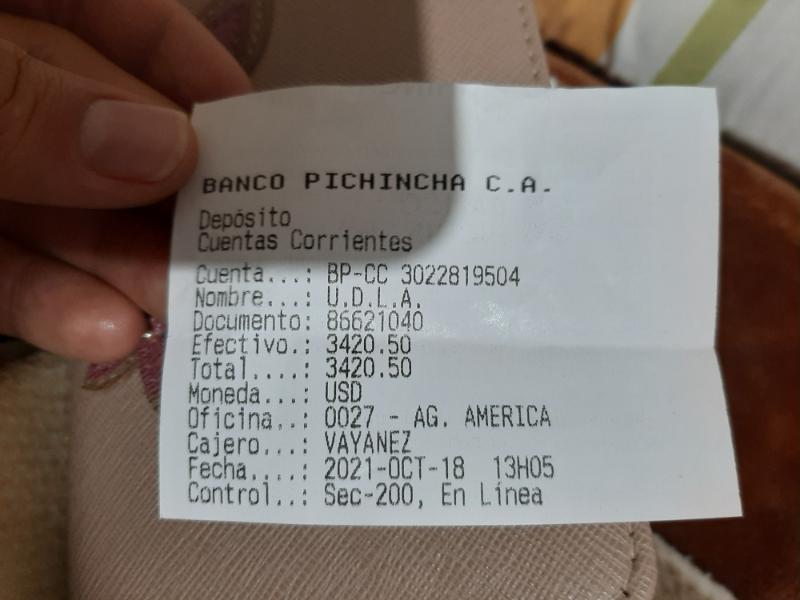 BANCO PICHINCHA C.A.
Depósito
Cuentas Corrientes
Cuenta...: BP-CC 3022819504
Nombre...: U.D.L.A.
Documento: 86621040
Efectivo.: 3420.50
Total....: 3420.50
Moneda...: USD
Oficina..: 0027 - AG. AMERICA
Cajero...: VAYANEZ
Fecha....: 2021-OCT-18 13H05
Control..: Sec-200, En Línea